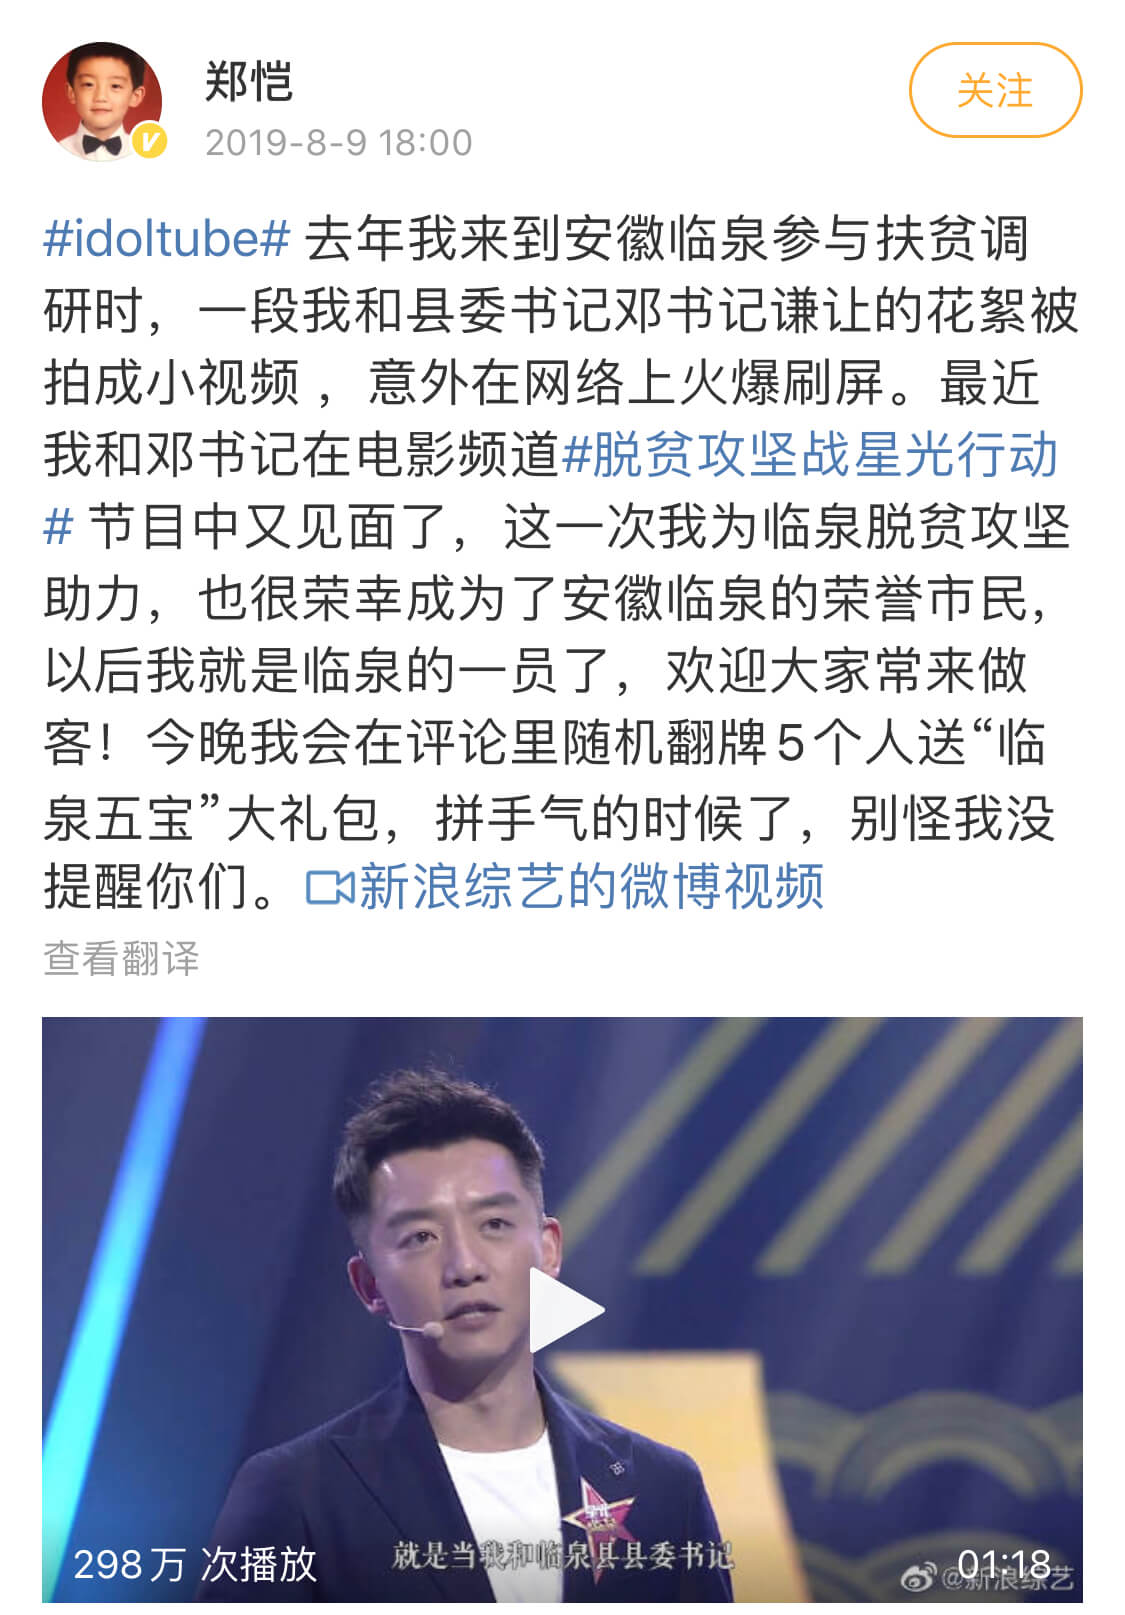 郑恺
关注
2019-8-9 18:00
#idoltube# 去年我来到安徽临泉参与扶贫调
研时，一段我和县委书记邓书记谦让的花絮被
拍成小视频 ，意外在网络上火爆刷屏。最近
我和邓书记在电影频道#脱贫攻坚战星光行动
# 节目中又见面了，这一次我为临泉脱贫攻坚
助力，也很荣幸成为了安徽临泉的荣誉市民，
以后我就是临泉的一员了，欢迎大家常来做
客！今晚我会在评论里随机翻牌5个人送“临
泉五宝”大礼包，拼手气的时候了，别怪我没
提醒你们。新浪综艺的微博视频
查看翻译
就是当我和临泉县县委书记
298万 次播放
01:18
@新浪综艺